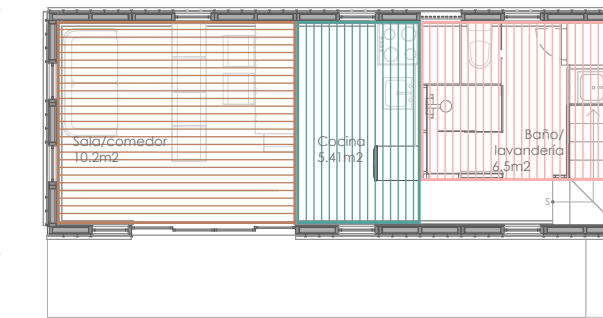 Sala/comedor
10.2m2
Cocina
5.41m2
Baño/
lavandería
6.5m2
S